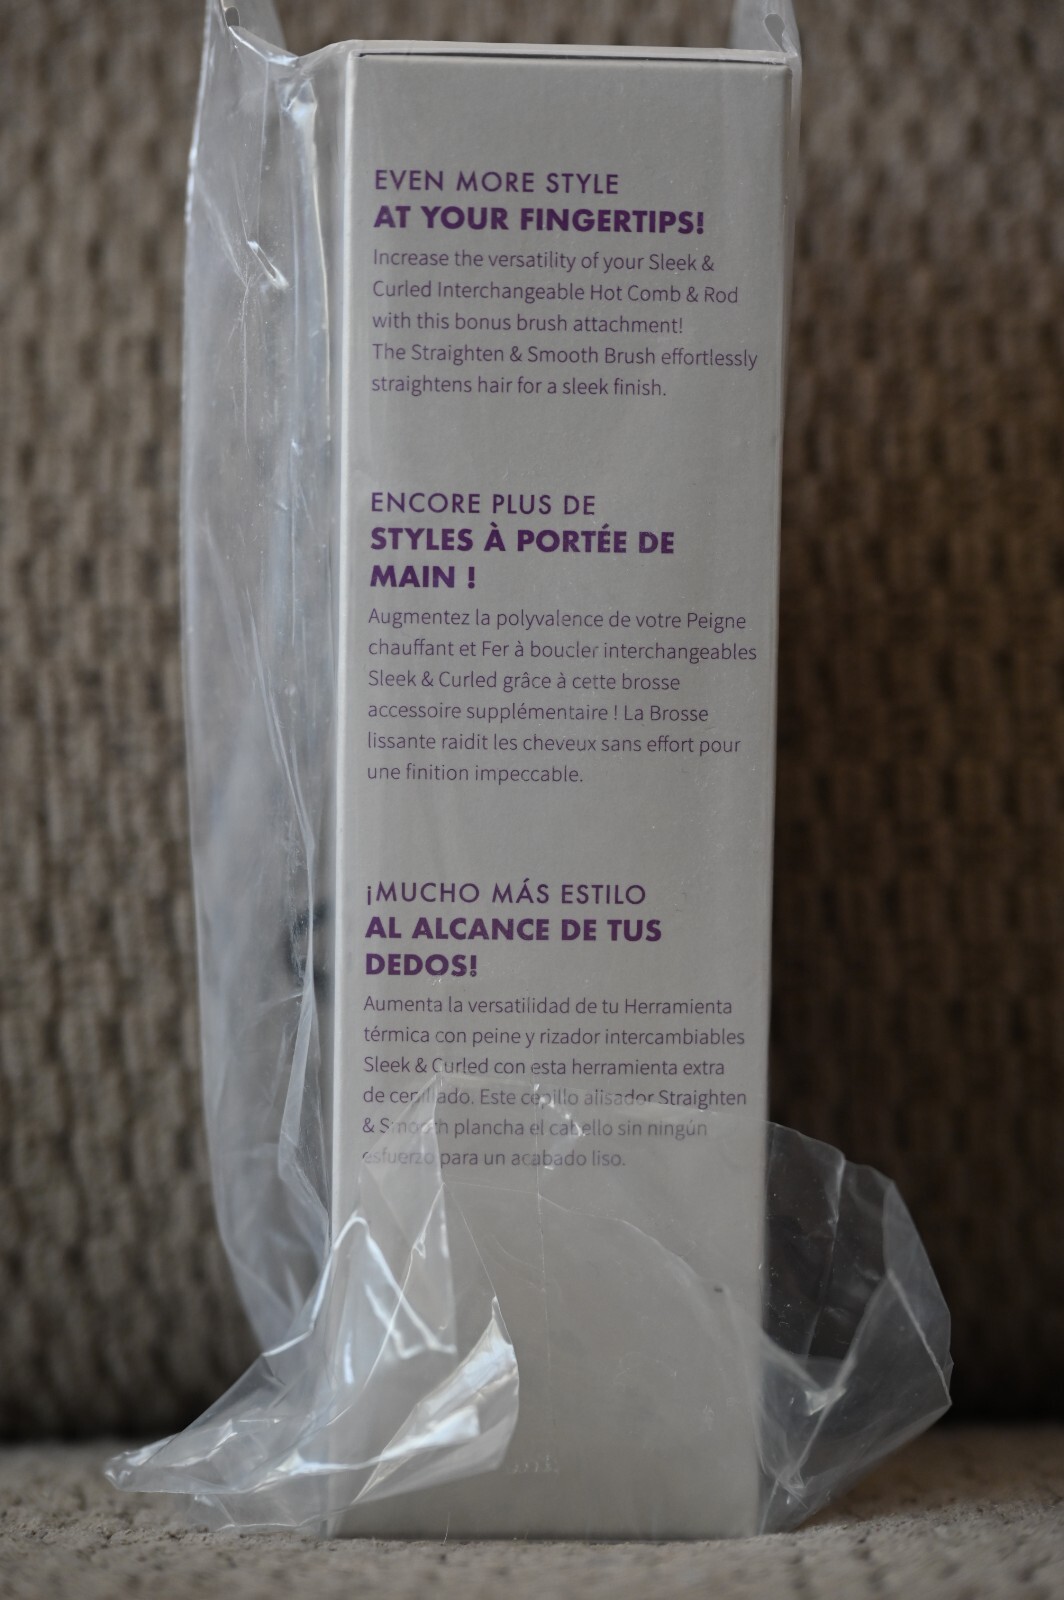 EVEN MORE STYLE
AT YOUR FINGERTIPS!
Increase the versatility of your Sleek &
Curled Interchangeable Hot Comb & Rod
with this bonus brush attachment!
The Straighten & Smooth Brush effortlessly
straightens hair for a sleek finish.
ENCORE PLUS DE
STYLES À PORTÉE DE
MAIN !
Augmentez la polyvalence de votre Peigne
chauffant et Fer à boucler interchangeables
Sleek & Curled grâce à cette brosse
accessoire supplémentaire ! La Brosse
lissante raidit les cheveux sans effort pour
une finition impeccable.
¡MUCHO MÁS ESTILO
AL ALCANCE DE TUS
DEDOS!
Aumenta la versatilidad de tu Herramienta
térmica con peine y rizador intercambiables
Sleek & Curled con esta herramienta extra
de cepillado. Este cepillo alisador Straighten
& Smooth plancha el cabello sin ningún
esfuerzo para un acabado liso.